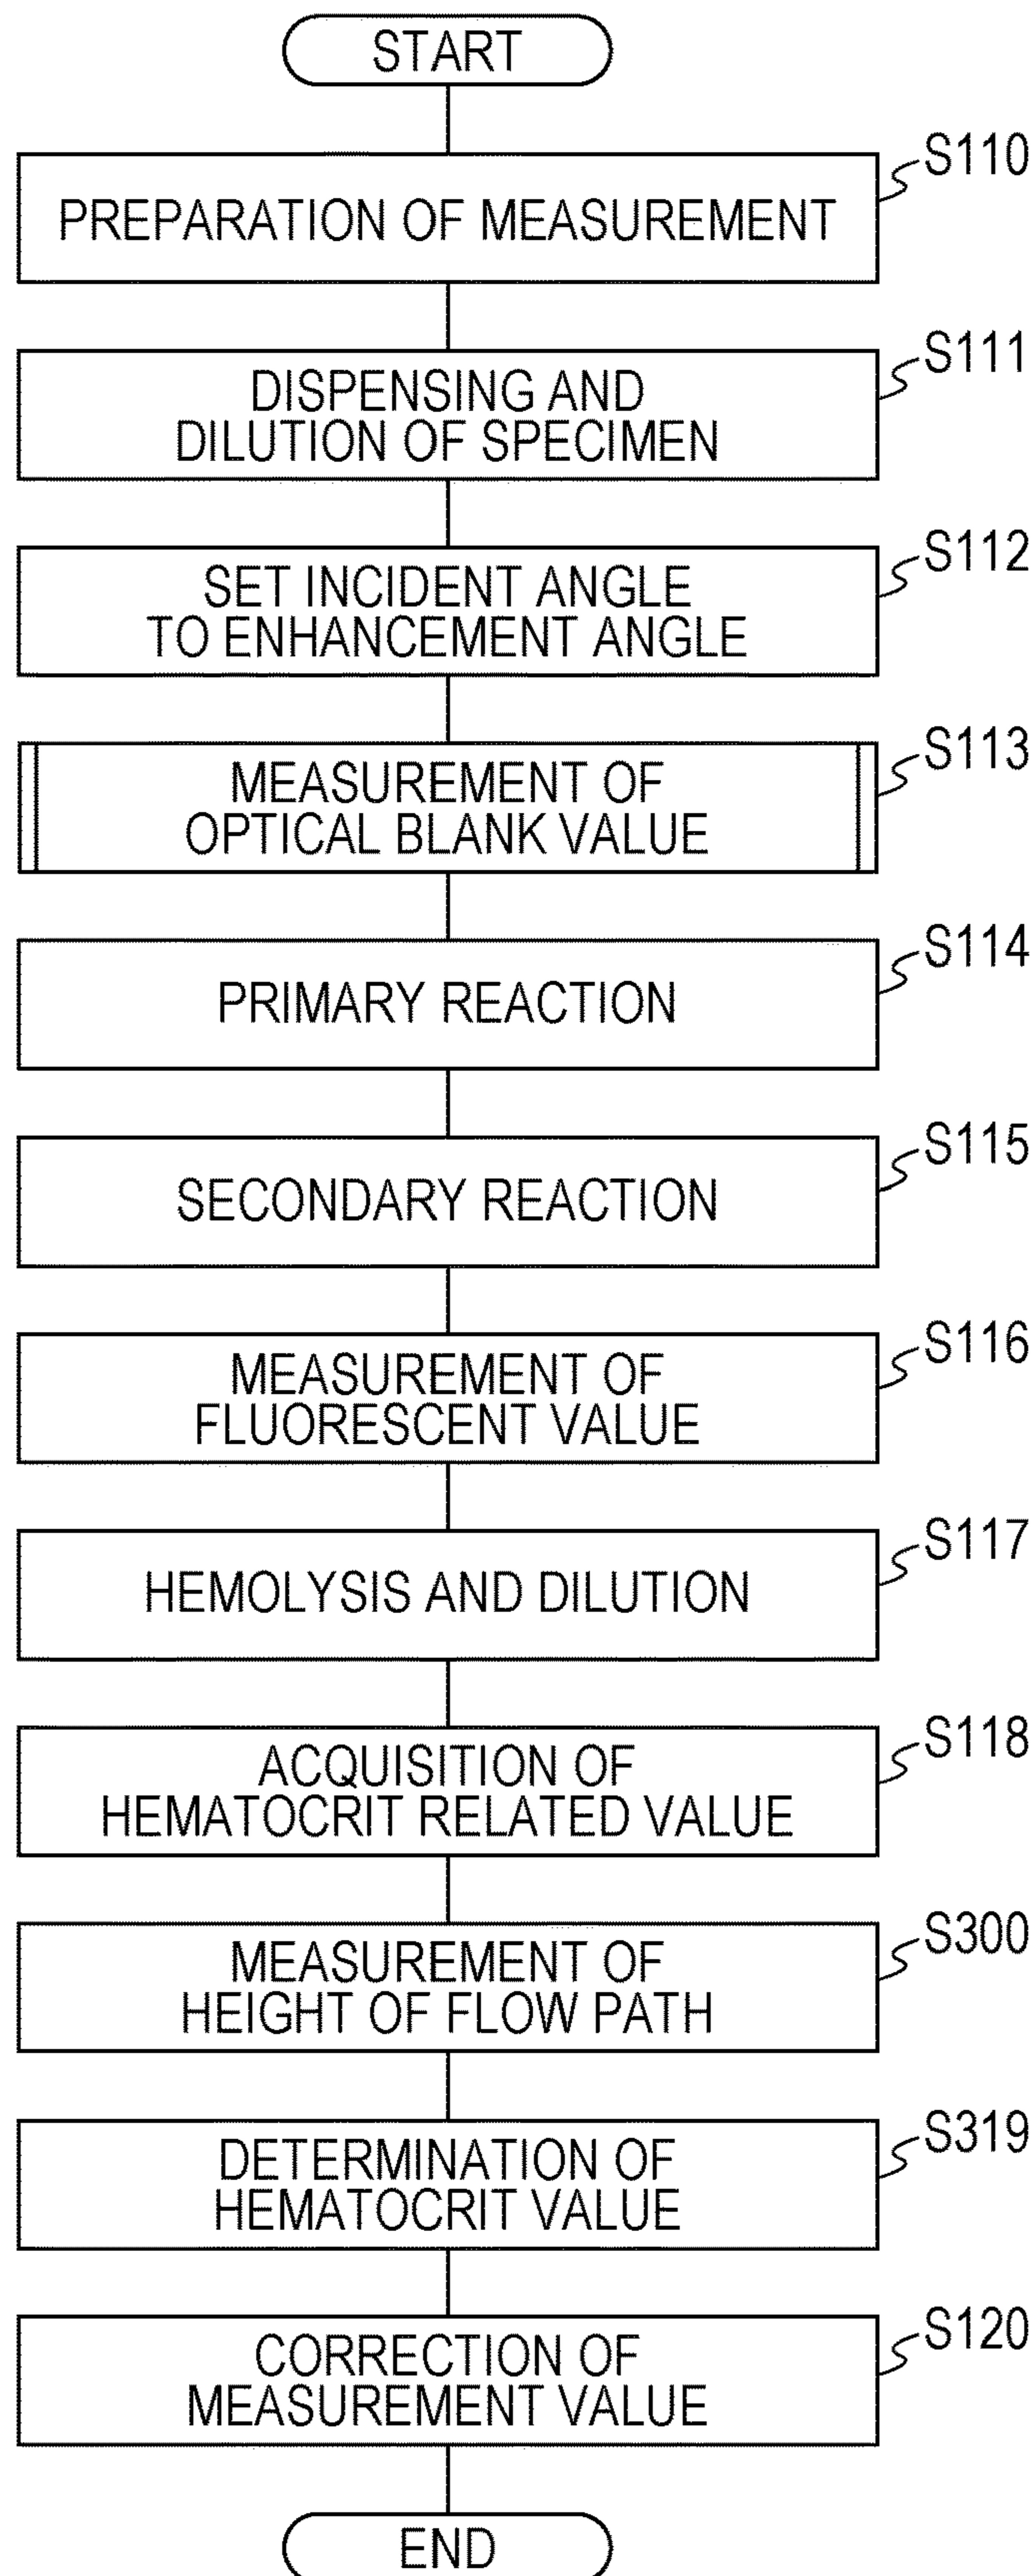 START
S110
PREPARATION OF MEASUREMENT
S111
DISPENSING AND
DILUTION OF SPECIMEN
S112
SET INCIDENT ANGLE
TO ENHANCEMENT ANGLE
S113
MEASUREMENT OF
OPTICAL BLANK VALUE
S114
PRIMARY REACTION
S115
SECONDARY REACTION
S116
MEASUREMENT OF
FLUORESCENT VALUE
S117
HEMOLYSIS AND DILUTION
S118
ACQUISITION OF
HEMATOCRIT RELATED VALUE
S300
MEASUREMENT OF
HEIGHT OF FLOW PATH
S319
DETERMINATION OF
HEMATOCRIT VALUE
S120
CORRECTION OF
MEASUREMENT VALUE
END